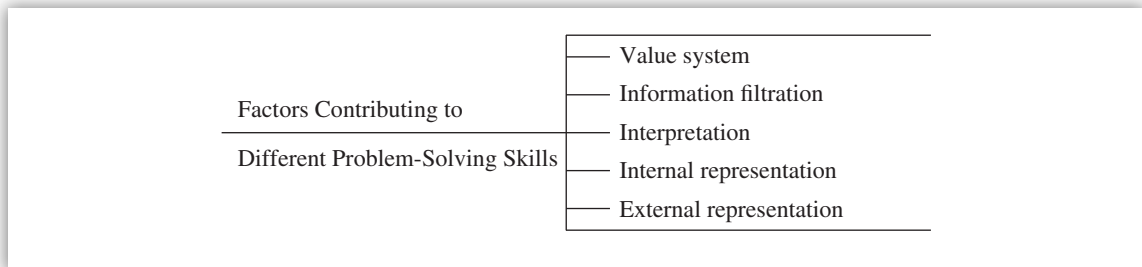 Factors Contributing to
Different Problem-Solving Skills
Value system
Information filtration
Interpretation
Internal representation
External representation